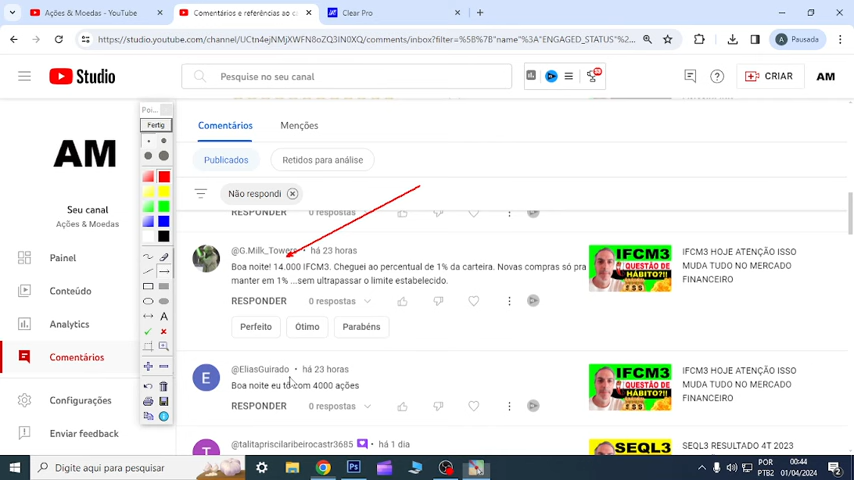 Ações & Moedas - YouTube
Comentários e referências ao ca
Clear Pro
https://studio.youtube.com/channel/UCtn4ejNMjXWFN8oZQ3IN0XQ/comments/inbox?filter=%5B%7B"name"%3A"ENGAGED_STATUS"%2...
A
Pausada
Studio
Pesquise no seu canal
CRIAR
AM
Poi...
Fertig
A
AM
Seu canal
Ações & Moedas
Painel
Conteúdo
Analytics
Comentários
Configurações
Enviar feedback
Comentários
Menções
Publicados
Retidos para análise
Não respondi
RESPONDER 0 respostas
@G.Milk_Towers • há 23 horas
Boa noite! 14.000 IFCM3. Cheguei ao percentual de 1% da carteira. Novas compras só pra
manter em 1% ...sem ultrapassar o limite estabelecido.
RESPONDER 0 respostas
Perfeito
Ótimo
Parabéns
IFCM3
QUESTÃO DE
HÁBITO?!!
IFCM3 HOJE ATENÇÃO ISSO
MUDA TUDO NO MERCADO
FINANCEIRO
E
@EliasGuirado • há 23 horas
Boa noite eu tô com 4000 ações
RESPONDER 0 respostas
IFCM3
QUESTÃO DE
HÁBITO?!!
IFCM3 HOJE ATENÇÃO ISSO
MUDA TUDO NO MERCADO
FINANCEIRO
T
@talitapriscilaribeirocastr3685 • há 1 dia
SEQL3
SEQL3 RESULTADO 4T 2023
Digite aqui para pesquisar
POR
PTB2
00:44
01/04/2024
2